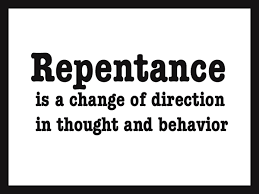 Repentance
is a change of direction
in thought and behavior